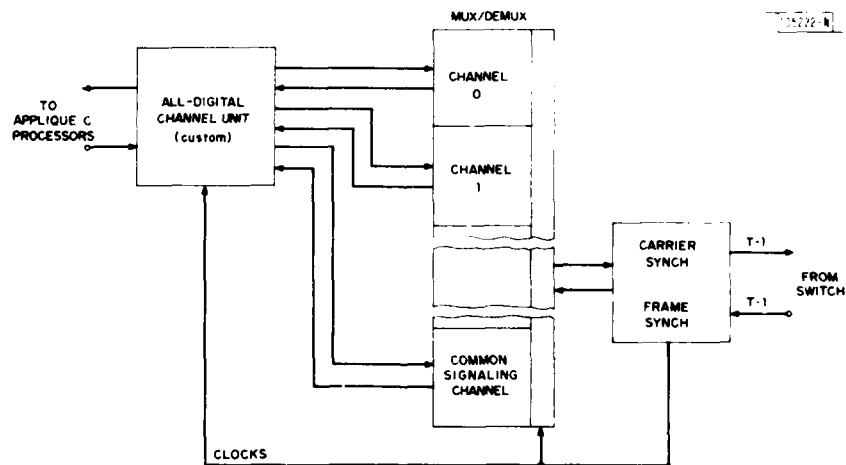 MUX/DEMUX
TO
APPLIQUE C
PROCESSORS
ALL-DIGITAL
CHANNEL UNIT
(custom)
CHANNEL
0
CHANNEL
1
CARRIER
SYNCH
FRAME
SYNCH
T-1
FROM
SWITCH
T-1
COMMON
SIGNALING
CHANNEL
CLOCKS